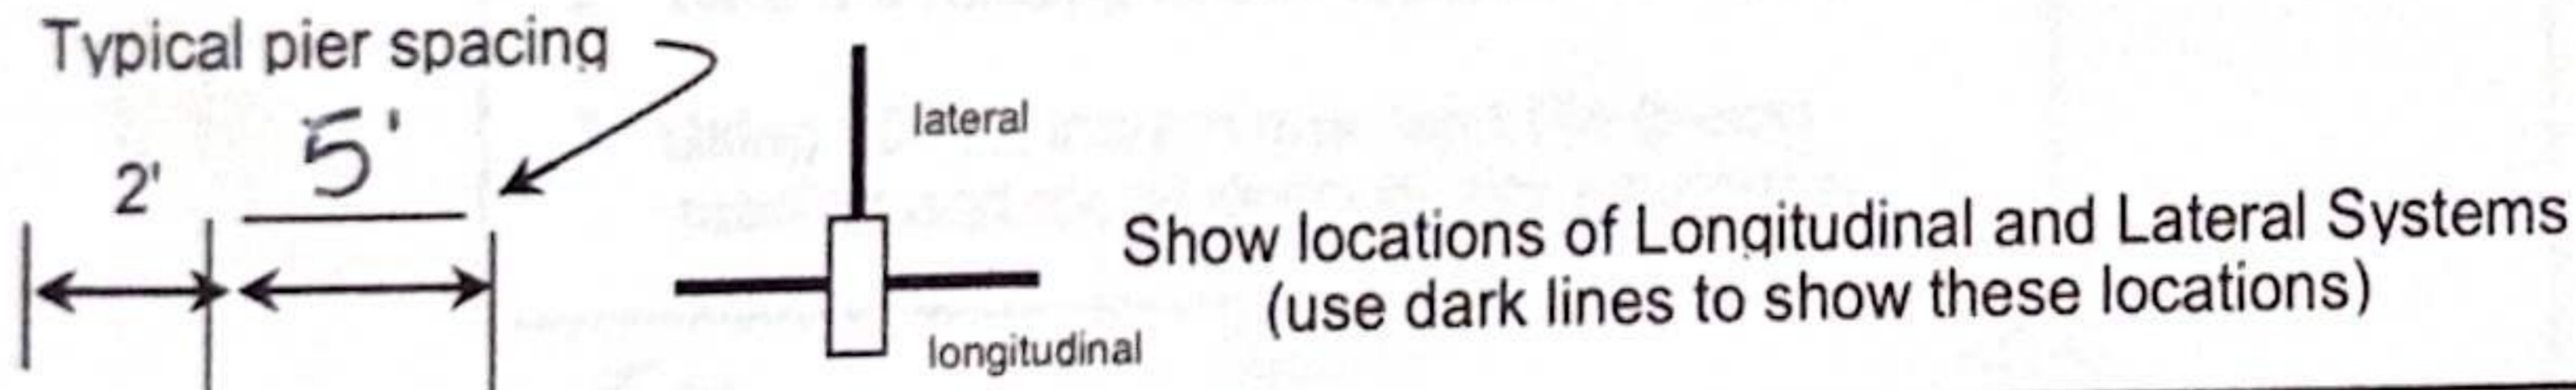 Typical pier spacing
2'
5'
lateral
longitudinal
Show locations of Longitudinal and Lateral Systems
(use dark lines to show these locations)